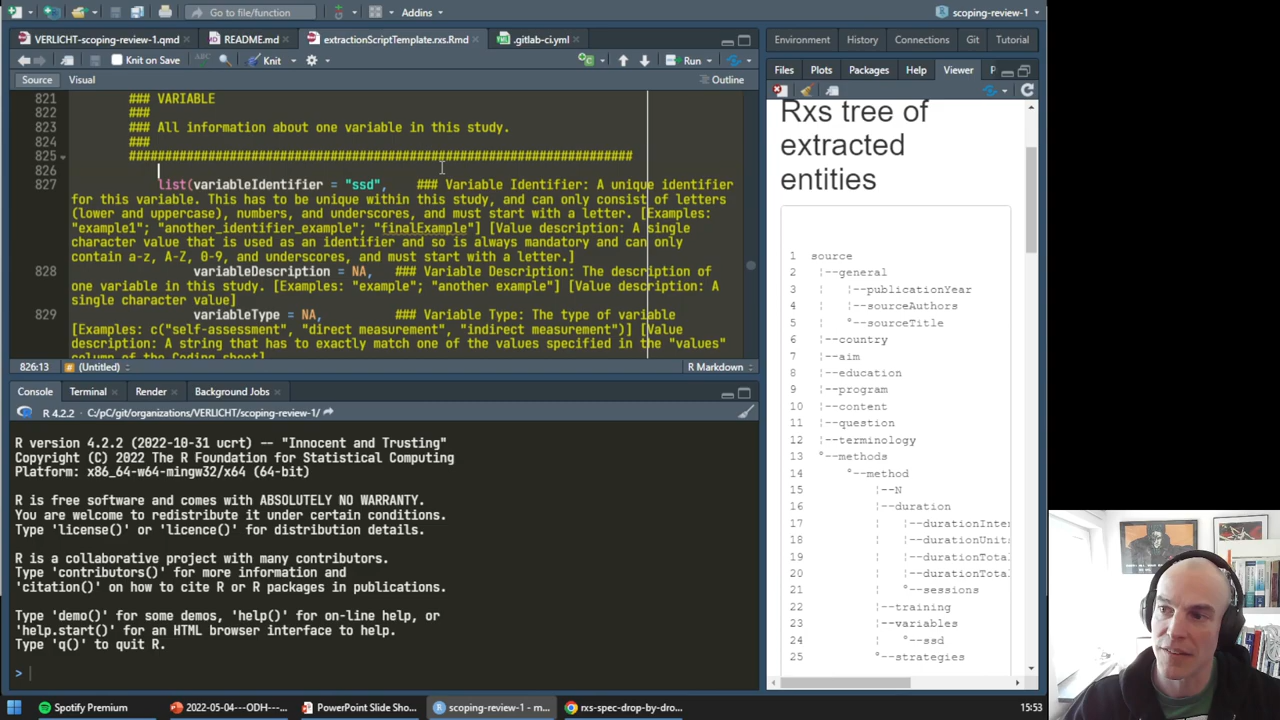 Go to file/function
Addins
scoping-review-1
VERLICHT-scoping-review-1.qmd
README.md
extractionScriptTemplate.rxs.Rmd
.gitlab-ci.yml
Knit on Save
Knit
Run
Source
Visual
Outline
821 ### VARIABLE
822 ###
823 ### All information about one variable in this study.
824 ###
825 ######################################################################
826
827 list(variableIdentifier = "ssd", ### Variable Identifier: A unique identifier
for this variable. This has to be unique within this study, and can only consist of letters
(lower and uppercase), numbers, and underscores, and must start with a letter. [Examples:
"example1"; "another_identifier_example"; "finalExample"] [Value description: A single
character value that is used as an identifier and so is always mandatory and can only
contain a-z, A-Z, 0-9, and underscores, and must start with a letter.]
828 variableDescription = NA, ### Variable Description: The description of
one variable in this study. [Examples: "example"; "another example"] [Value description: A
single character value]
829 variableType = NA, ### Variable Type: The type of variable
[Examples: c("self-assessment", "direct measurement", "indirect measurement")] [Value
description: A string that has to exactly match one of the values specified in the "values"
column of the Coding sheet]
826:13
(Untitled)
R Markdown
Console
Terminal
Render
Background Jobs
R 4.2.2 · C:/pC/git/organizations/VERLICHT/scoping-review-1/
R version 4.2.2 (2022-10-31 ucrt) -- "Innocent and Trusting"
Copyright (C) 2022 The R Foundation for Statistical Computing
Platform: x86_64-w64-mingw32/x64 (64-bit)
R is free software and comes with ABSOLUTELY NO WARRANTY.
You are welcome to redistribute it under certain conditions.
Type 'license()' or 'licence()' for distribution details.
R is a collaborative project with many contributors.
Type 'contributors()' for more information and
'citation()' on how to cite R or R packages in publications.
Type 'demo()' for some demos, 'help()' for on-line help, or
'help.start()' for an HTML browser interface to help.
Type 'q()' to quit R.
>
Environment
History
Connections
Git
Tutorial
Files
Plots
Packages
Help
Viewer
P
Rxs tree of
extracted
entities
1 source
2 ¦--general
3 ¦ ¦--publicationYear
4 ¦ ¦--sourceAuthors
5 ¦ °--sourceTitle
6 ¦--country
7 ¦--aim
8 ¦--education
9 ¦--program
10 ¦--content
11 ¦--question
12 ¦--terminology
13 °--methods
14 °--method
15 ¦--N
16 ¦--duration
17 ¦ ¦--durationInte
18 ¦ ¦--durationUnit
19 ¦ ¦--durationTota
20 ¦ ¦--durationTota
21 ¦ °--sessions
22 ¦--training
23 ¦--variables
24 ¦ °--ssd
25 °--strategies
Spotify Premium
2022-05-04---ODH---...
PowerPoint Slide Sho...
scoping-review-1 - m...
rxs-spec-drop-by-dro...
15:53